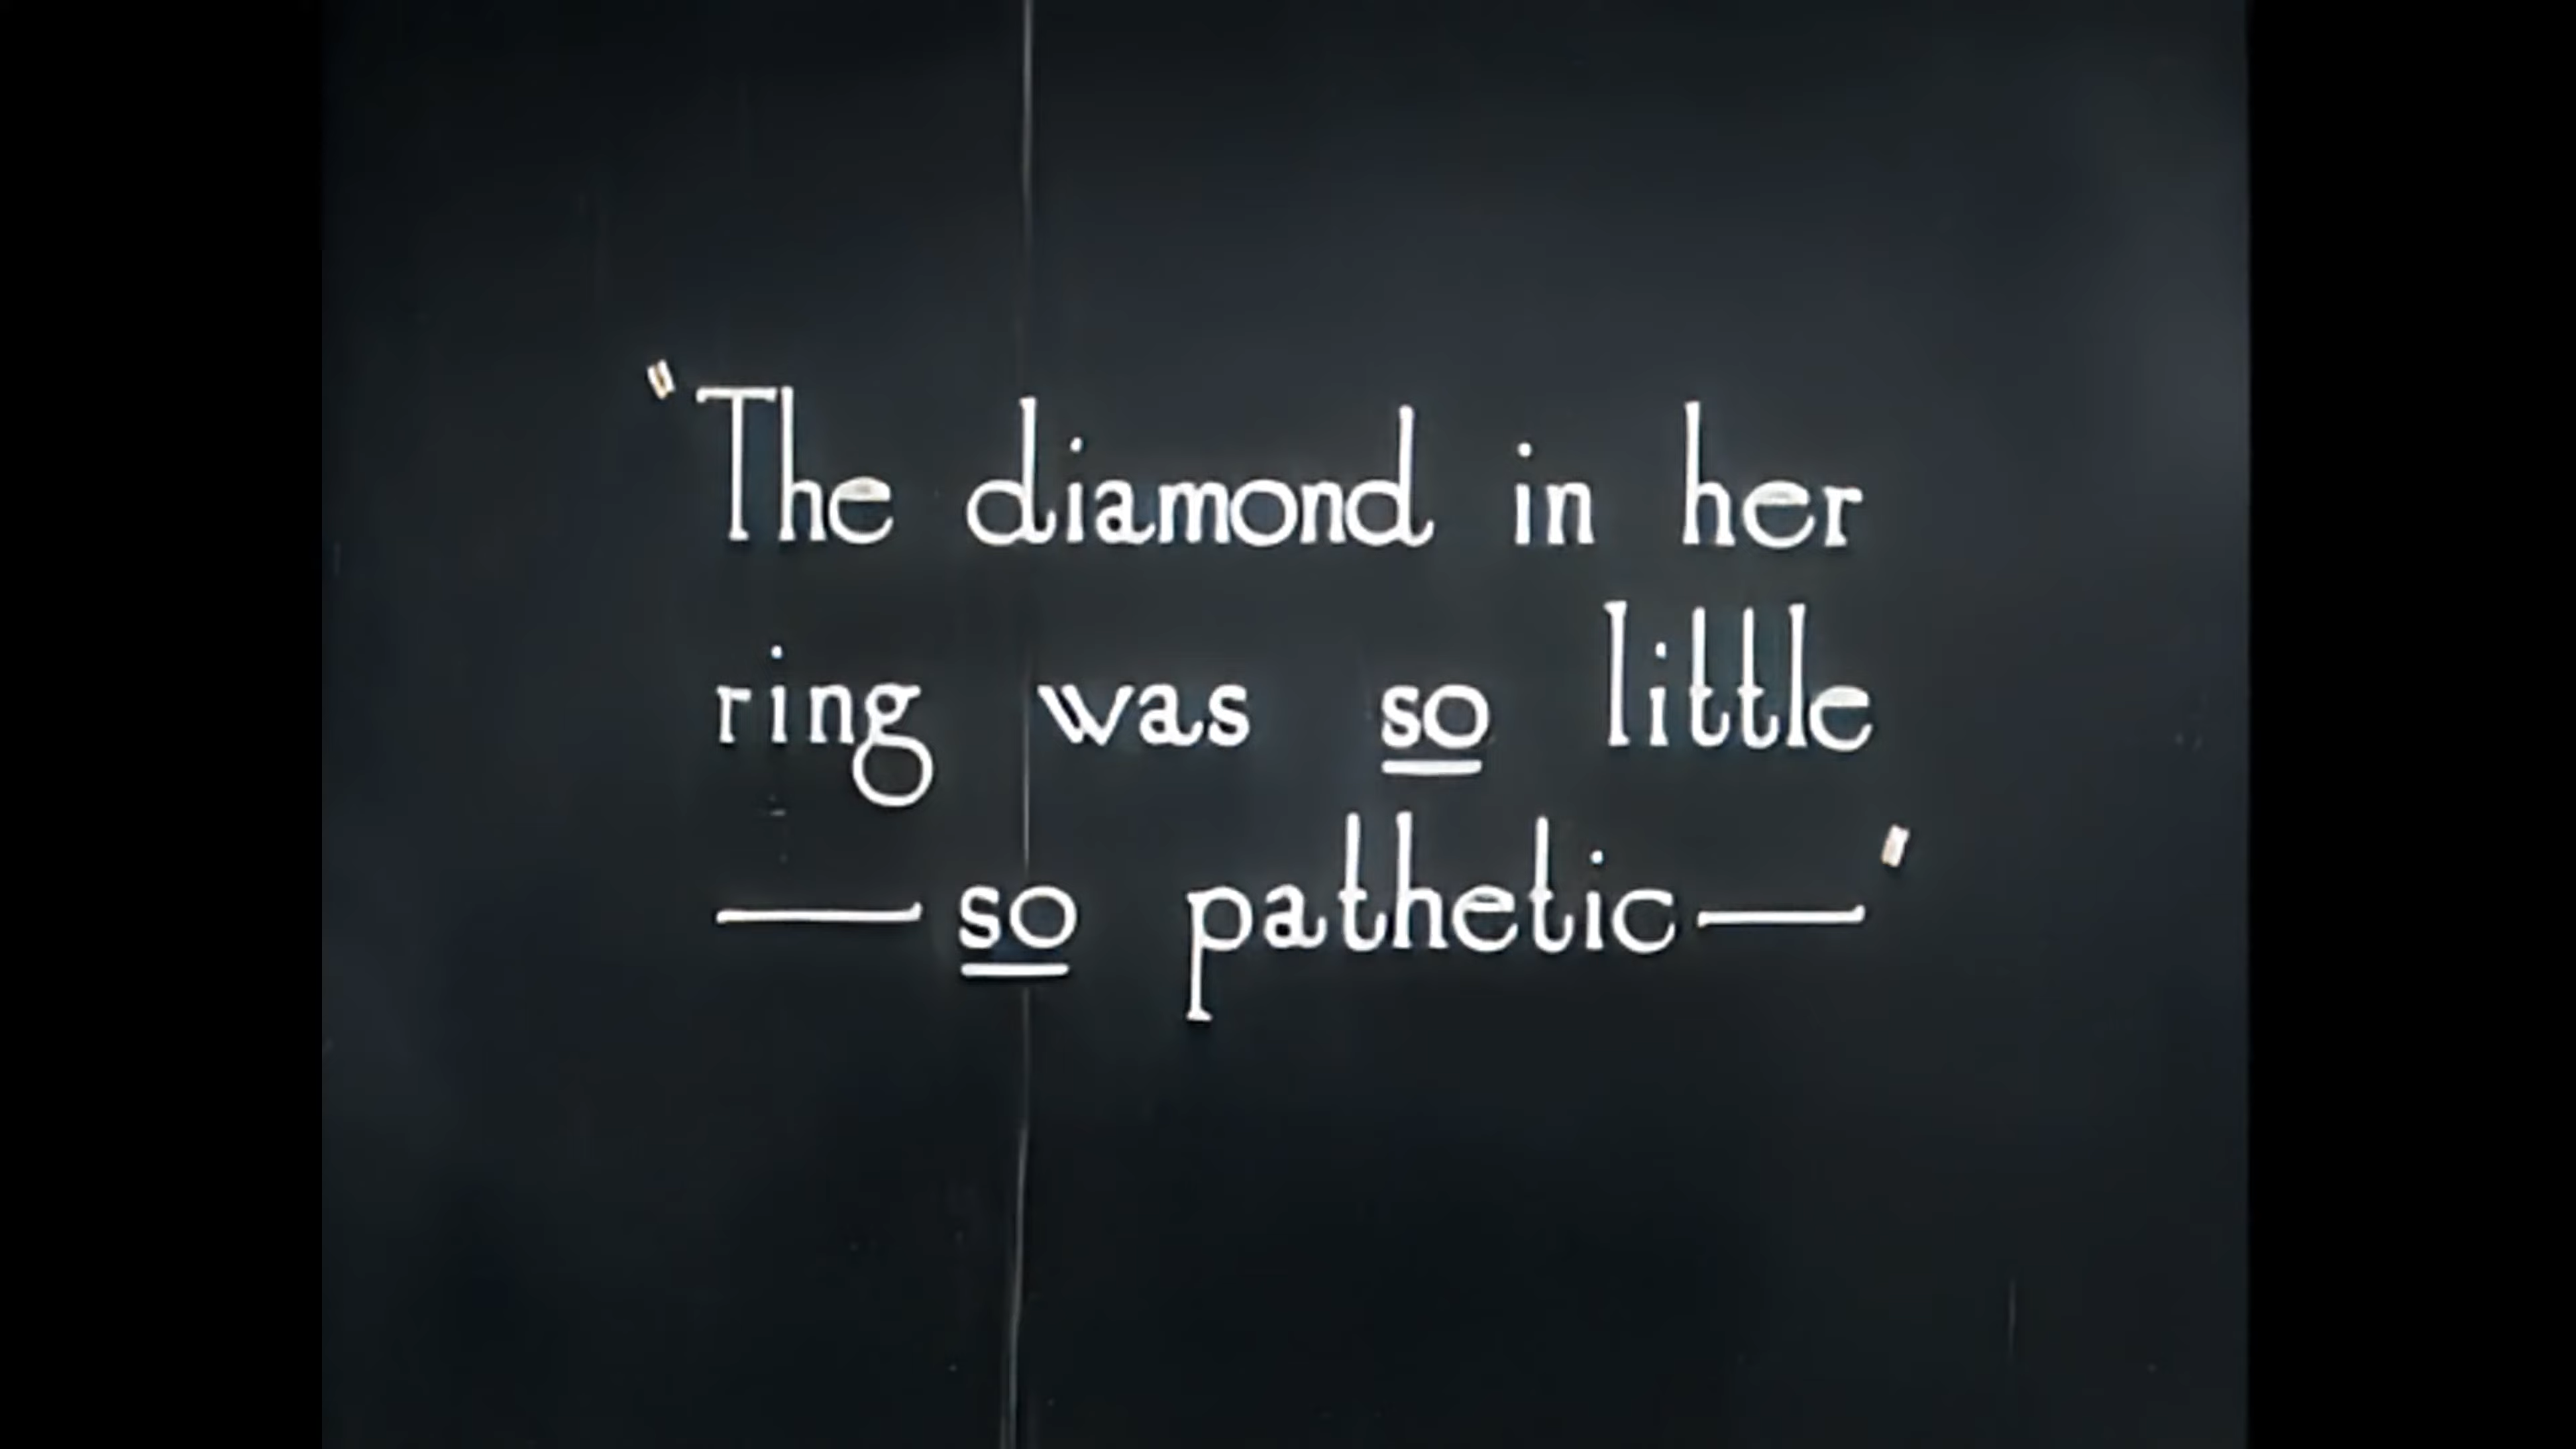 "The diamond in her
ring was so little
— so pathetic—"